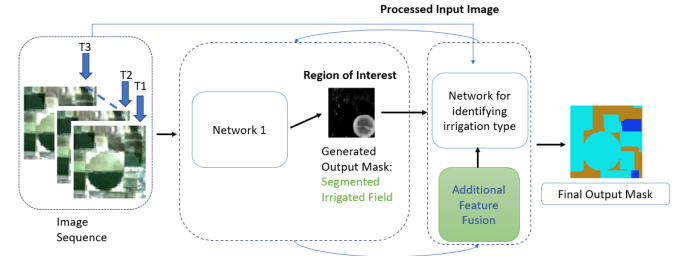 Processed Input Image
T3
T2
T1
Image
Sequence
Network 1
Region of Interest
Generated
Output Mask:
Segmented
Irrigated Field
Network for
identifying
irrigation type
Additional
Feature
Fusion
Final Output Mask